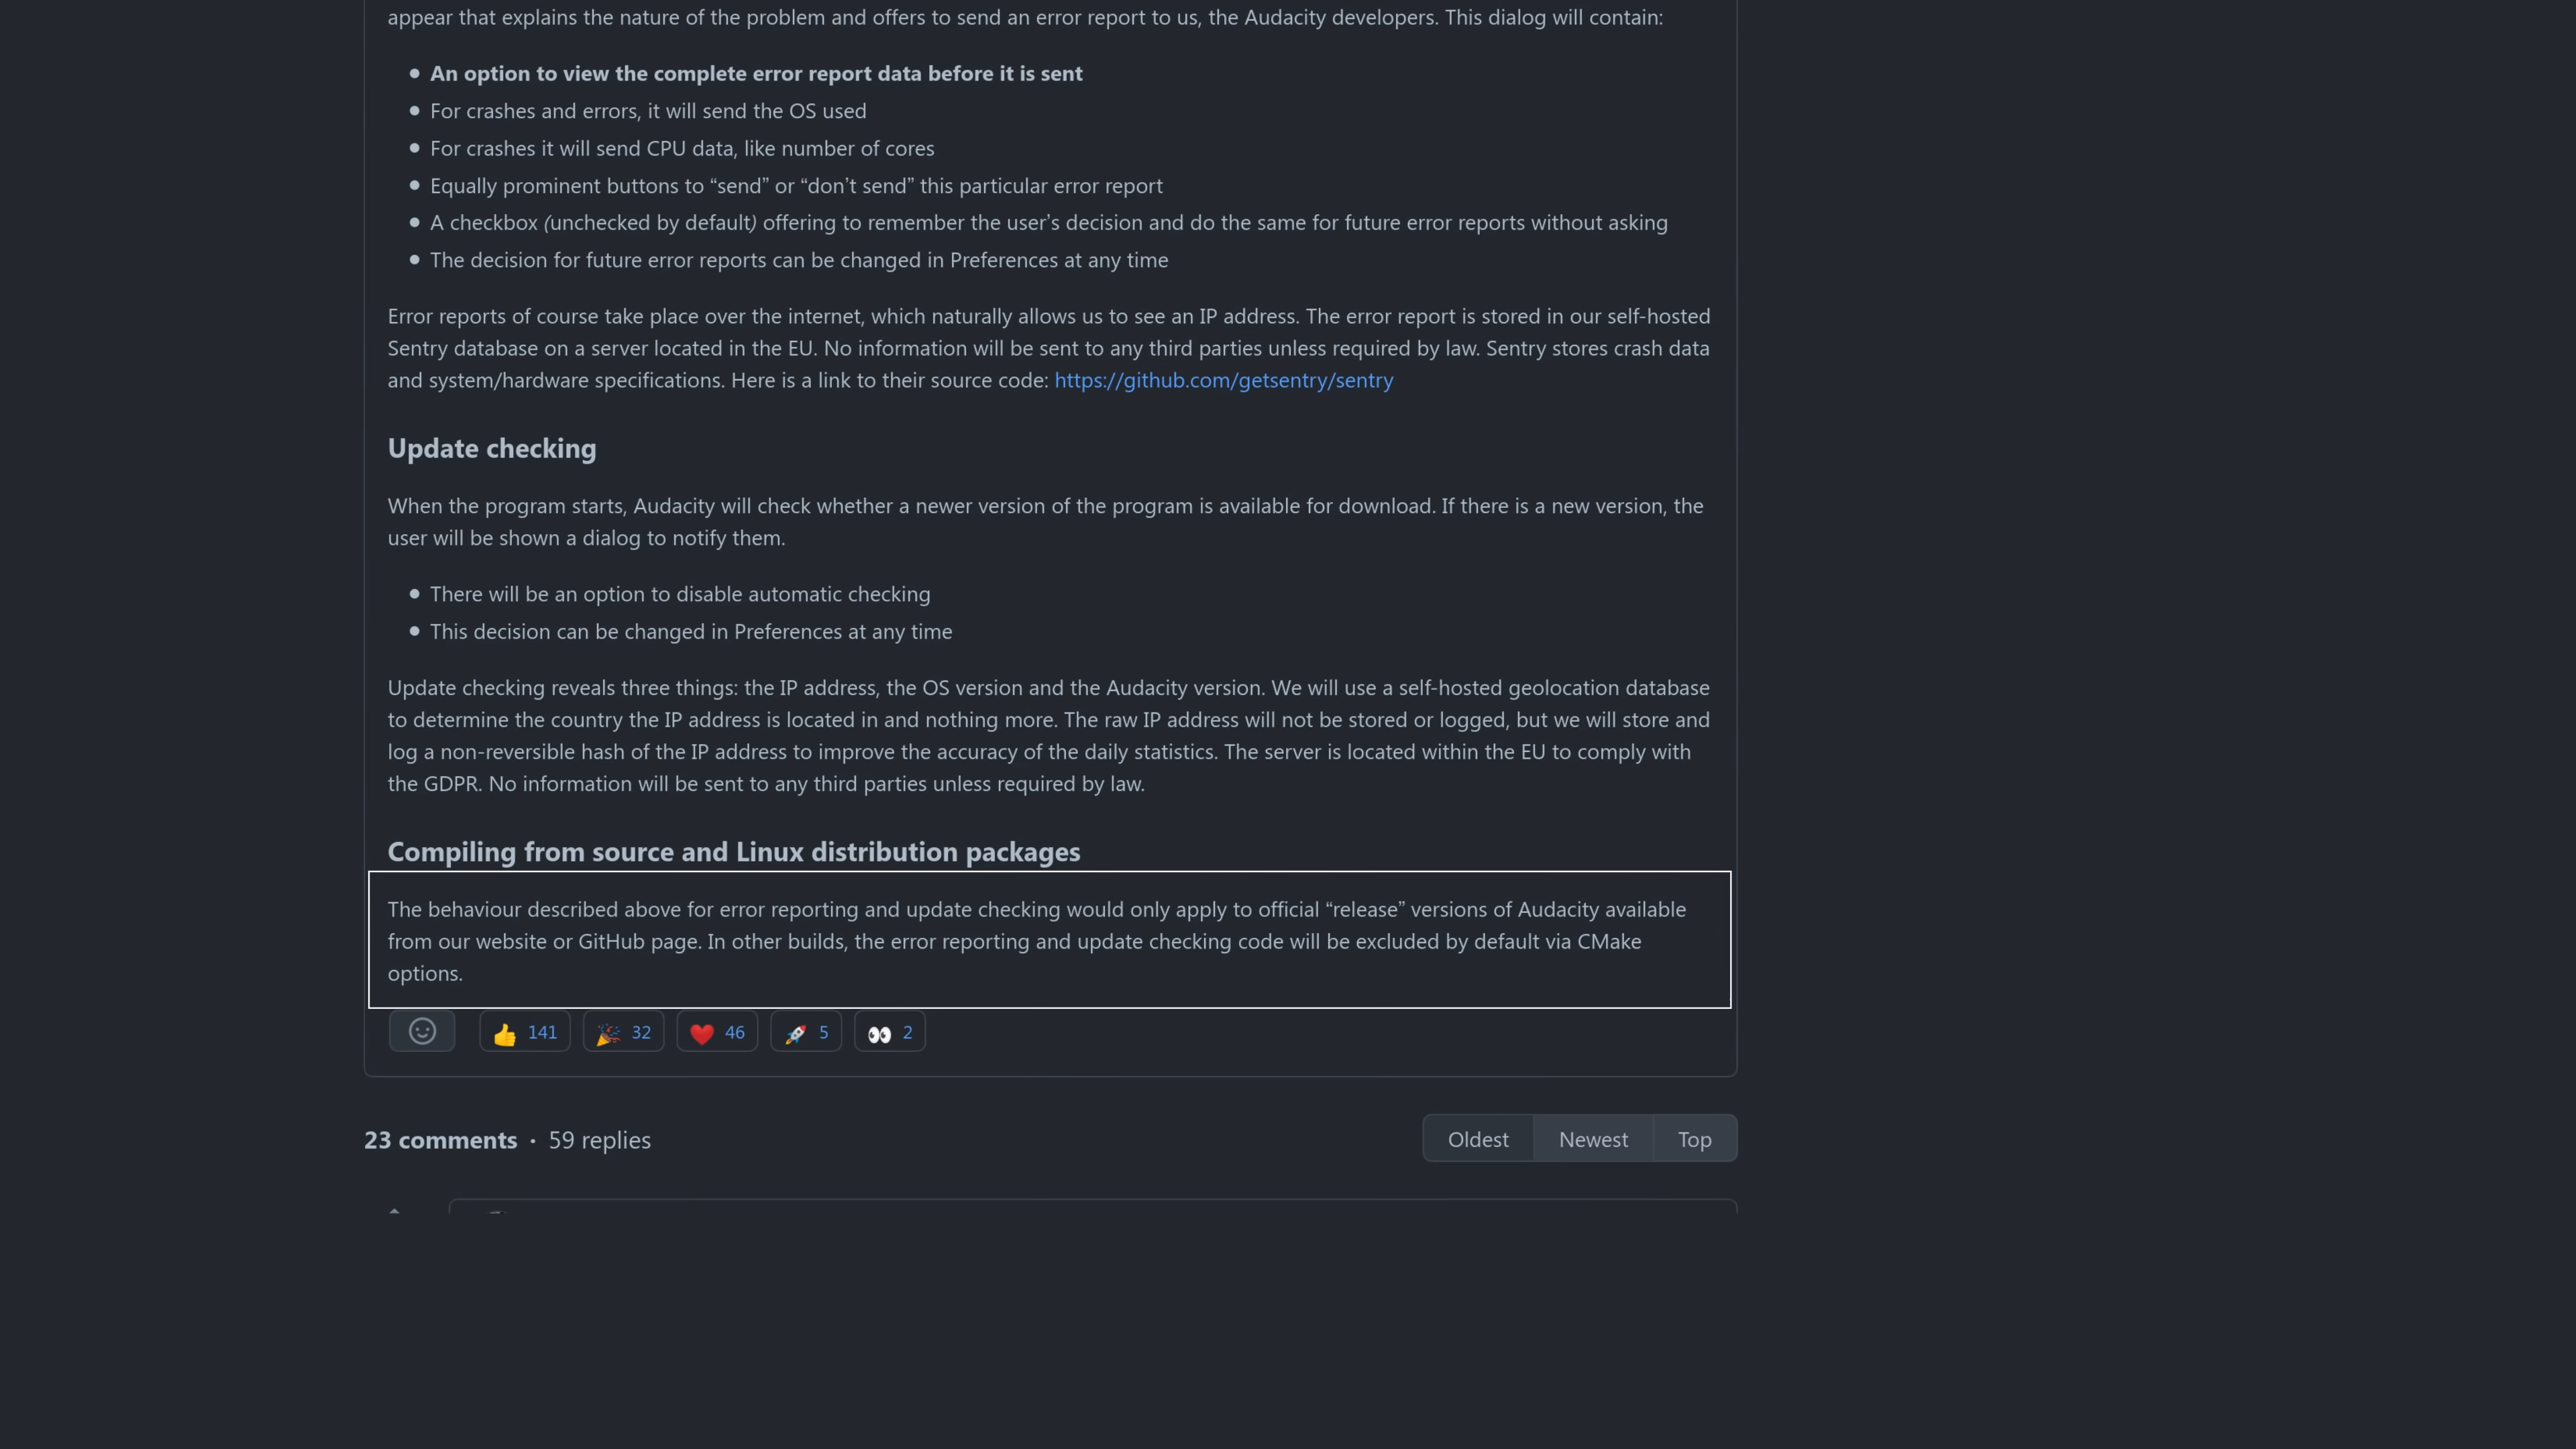 appear that explains the nature of the problem and offers to send an error report to us, the Audacity developers. This dialog will contain:
An option to view the complete error report data before it is sent
For crashes and errors, it will send the OS used
For crashes it will send CPU data, like number of cores
Equally prominent buttons to “send” or “don’t send” this particular error report
A checkbox (unchecked by default) offering to remember the user’s decision and do the same for future error reports without asking
The decision for future error reports can be changed in Preferences at any time
Error reports of course take place over the internet, which naturally allows us to see an IP address. The error report is stored in our self-hosted
Sentry database on a server located in the EU. No information will be sent to any third parties unless required by law. Sentry stores crash data
and system/hardware specifications. Here is a link to their source code: https://github.com/getsentry/sentry
Update checking
When the program starts, Audacity will check whether a newer version of the program is available for download. If there is a new version, the
user will be shown a dialog to notify them.
There will be an option to disable automatic checking
This decision can be changed in Preferences at any time
Update checking reveals three things: the IP address, the OS version and the Audacity version. We will use a self-hosted geolocation database
to determine the country the IP address is located in and nothing more. The raw IP address will not be stored or logged, but we will store and
log a non-reversible hash of the IP address to improve the accuracy of the daily statistics. The server is located within the EU to comply with
the GDPR. No information will be sent to any third parties unless required by law.
Compiling from source and Linux distribution packages
The behaviour described above for error reporting and update checking would only apply to official “release” versions of Audacity available
from our website or GitHub page. In other builds, the error reporting and update checking code will be excluded by default via CMake
options.
👍 141 🎉 32 ❤️ 46 🚀 5 👀 2
23 comments · 59 replies
Oldest Newest Top